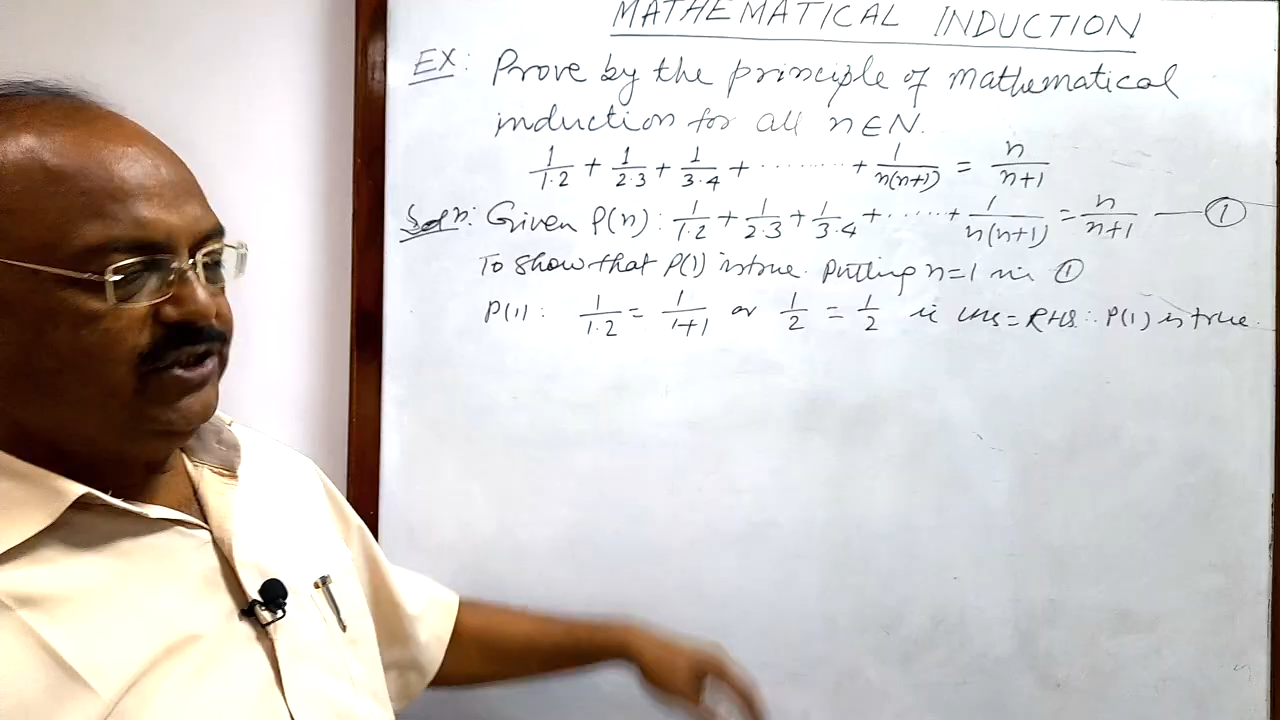 MATHEMATICAL INDUCTION
EX: Prove by the principle of mathematical
induction for all n∈N.
1/1·2 + 1/2·3 + 1/3·4 + ......... + 1/n(n+1) = n/n+1
Soln: Given P(n): 1/1·2 + 1/2·3 + 1/3·4 + ...... + 1/n(n+1) = n/n+1 — ①
To show that P(1) is true. Putting n=1 in ①
P(1): 1/1·2 = 1/1+1 or 1/2 = 1/2 ie LHS = RHS ∴ P(1) is true.